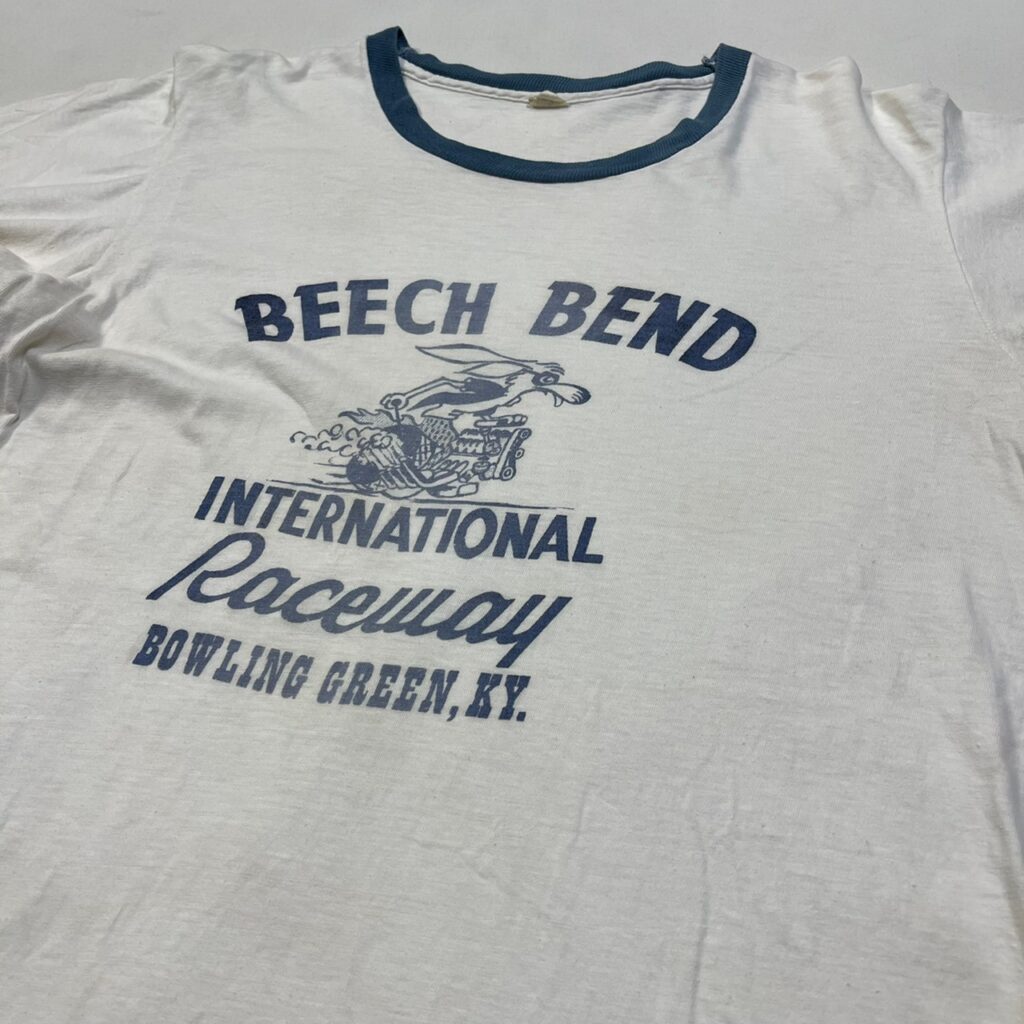 BEECH BEND
INTERNATIONAL
Raceway
BOWLING GREEN, KY.